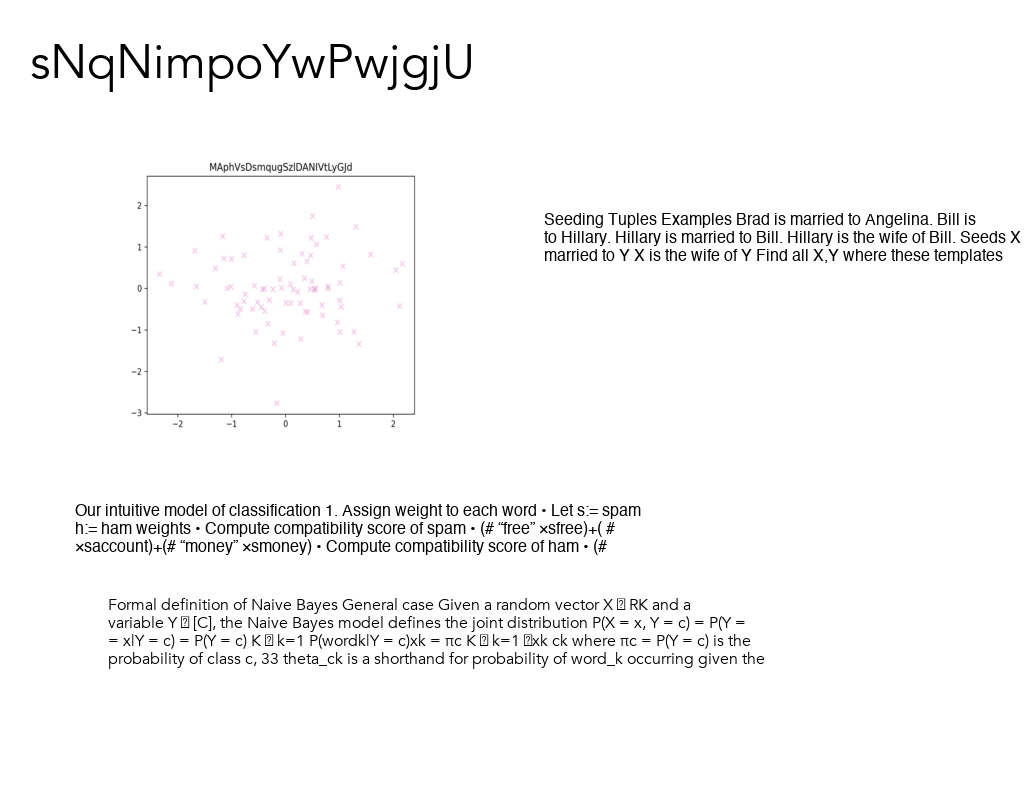 sNqNimpoYwPwjgjU
MAphVsDsmqugSzlDANIVtLyGJd
2
1
0
−1
−2
−3
−2
−1
0
1
2
Seeding Tuples Examples Brad is married to Angelina. Bill is
to Hillary. Hillary is married to Bill. Hillary is the wife of Bill. Seeds X
married to Y X is the wife of Y Find all X,Y where these templates
Our intuitive model of classification 1. Assign weight to each word • Let s:= spam
h:= ham weights • Compute compatibility score of spam • (# “free” ×sfree)+( #
×saccount)+(# “money” ×smoney) • Compute compatibility score of ham • (#
Formal definition of Naive Bayes General case Given a random vector X ⍰ RK and a
variable Y ⍰ [C], the Naive Bayes model defines the joint distribution P(X = x, Y = c) = P(Y =
= x|Y = c) = P(Y = c) K ⍰ k=1 P(wordk|Y = c)xk = πc K ⍰ k=1 ⍰xk ck where πc = P(Y = c) is the
probability of class c, 33 theta_ck is a shorthand for probability of word_k occurring given the